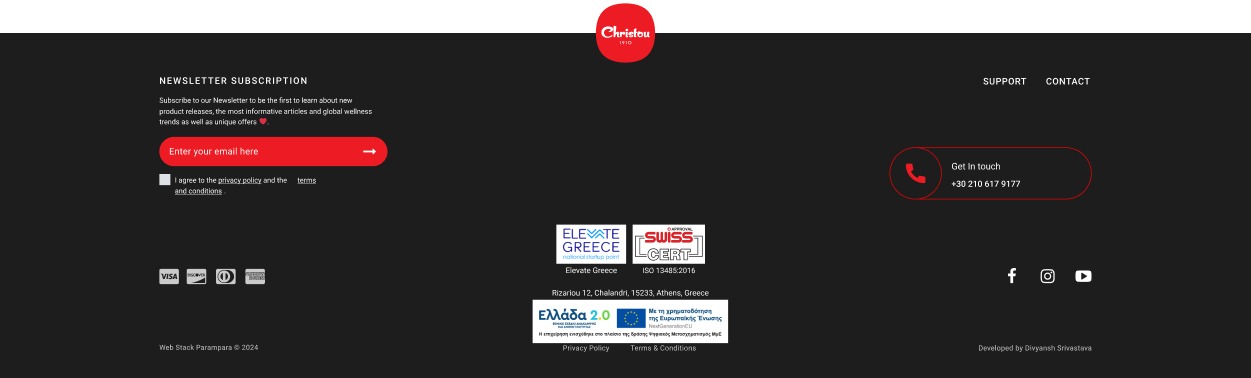 Christou
1910
NEWSLETTER SUBSCRIPTION
SUPPORT
CONTACT
Subscribe to our Newsletter to be the first to learn about new
product releases, the most informative articles and global wellness
trends as well as unique offers ❤.
Enter your email here
I agree to the privacy policy and the terms
and conditions .
Get In touch
+30 210 617 9177
ELEVATE
GREECE
national startup point
Elevate Greece
APPROVAL
SWISS
CERT
ISO 13485:2016
VISA
DISCOVER
Rizariou 12, Chalandri, 15233, Athens, Greece
Ελλάδα 2.0
ΕΘΝΙΚΟ ΣΧΕΔΙΟ ΑΝΑΚΑΜΨΗΣ
ΚΑΙ ΑΝΘΕΚΤΙΚΟΤΗΤΑΣ
Με τη χρηματοδότηση
της Ευρωπαϊκής Ένωσης
NextGenerationEU
Η επιχείρηση ενισχύθηκε στο πλαίσιο της δράσης Ψηφιακός Μετασχηματισμός ΜμΕ
Web Stack Parampara © 2024
Privacy Policy
Terms & Conditions
Developed by Divyansh Srivastava